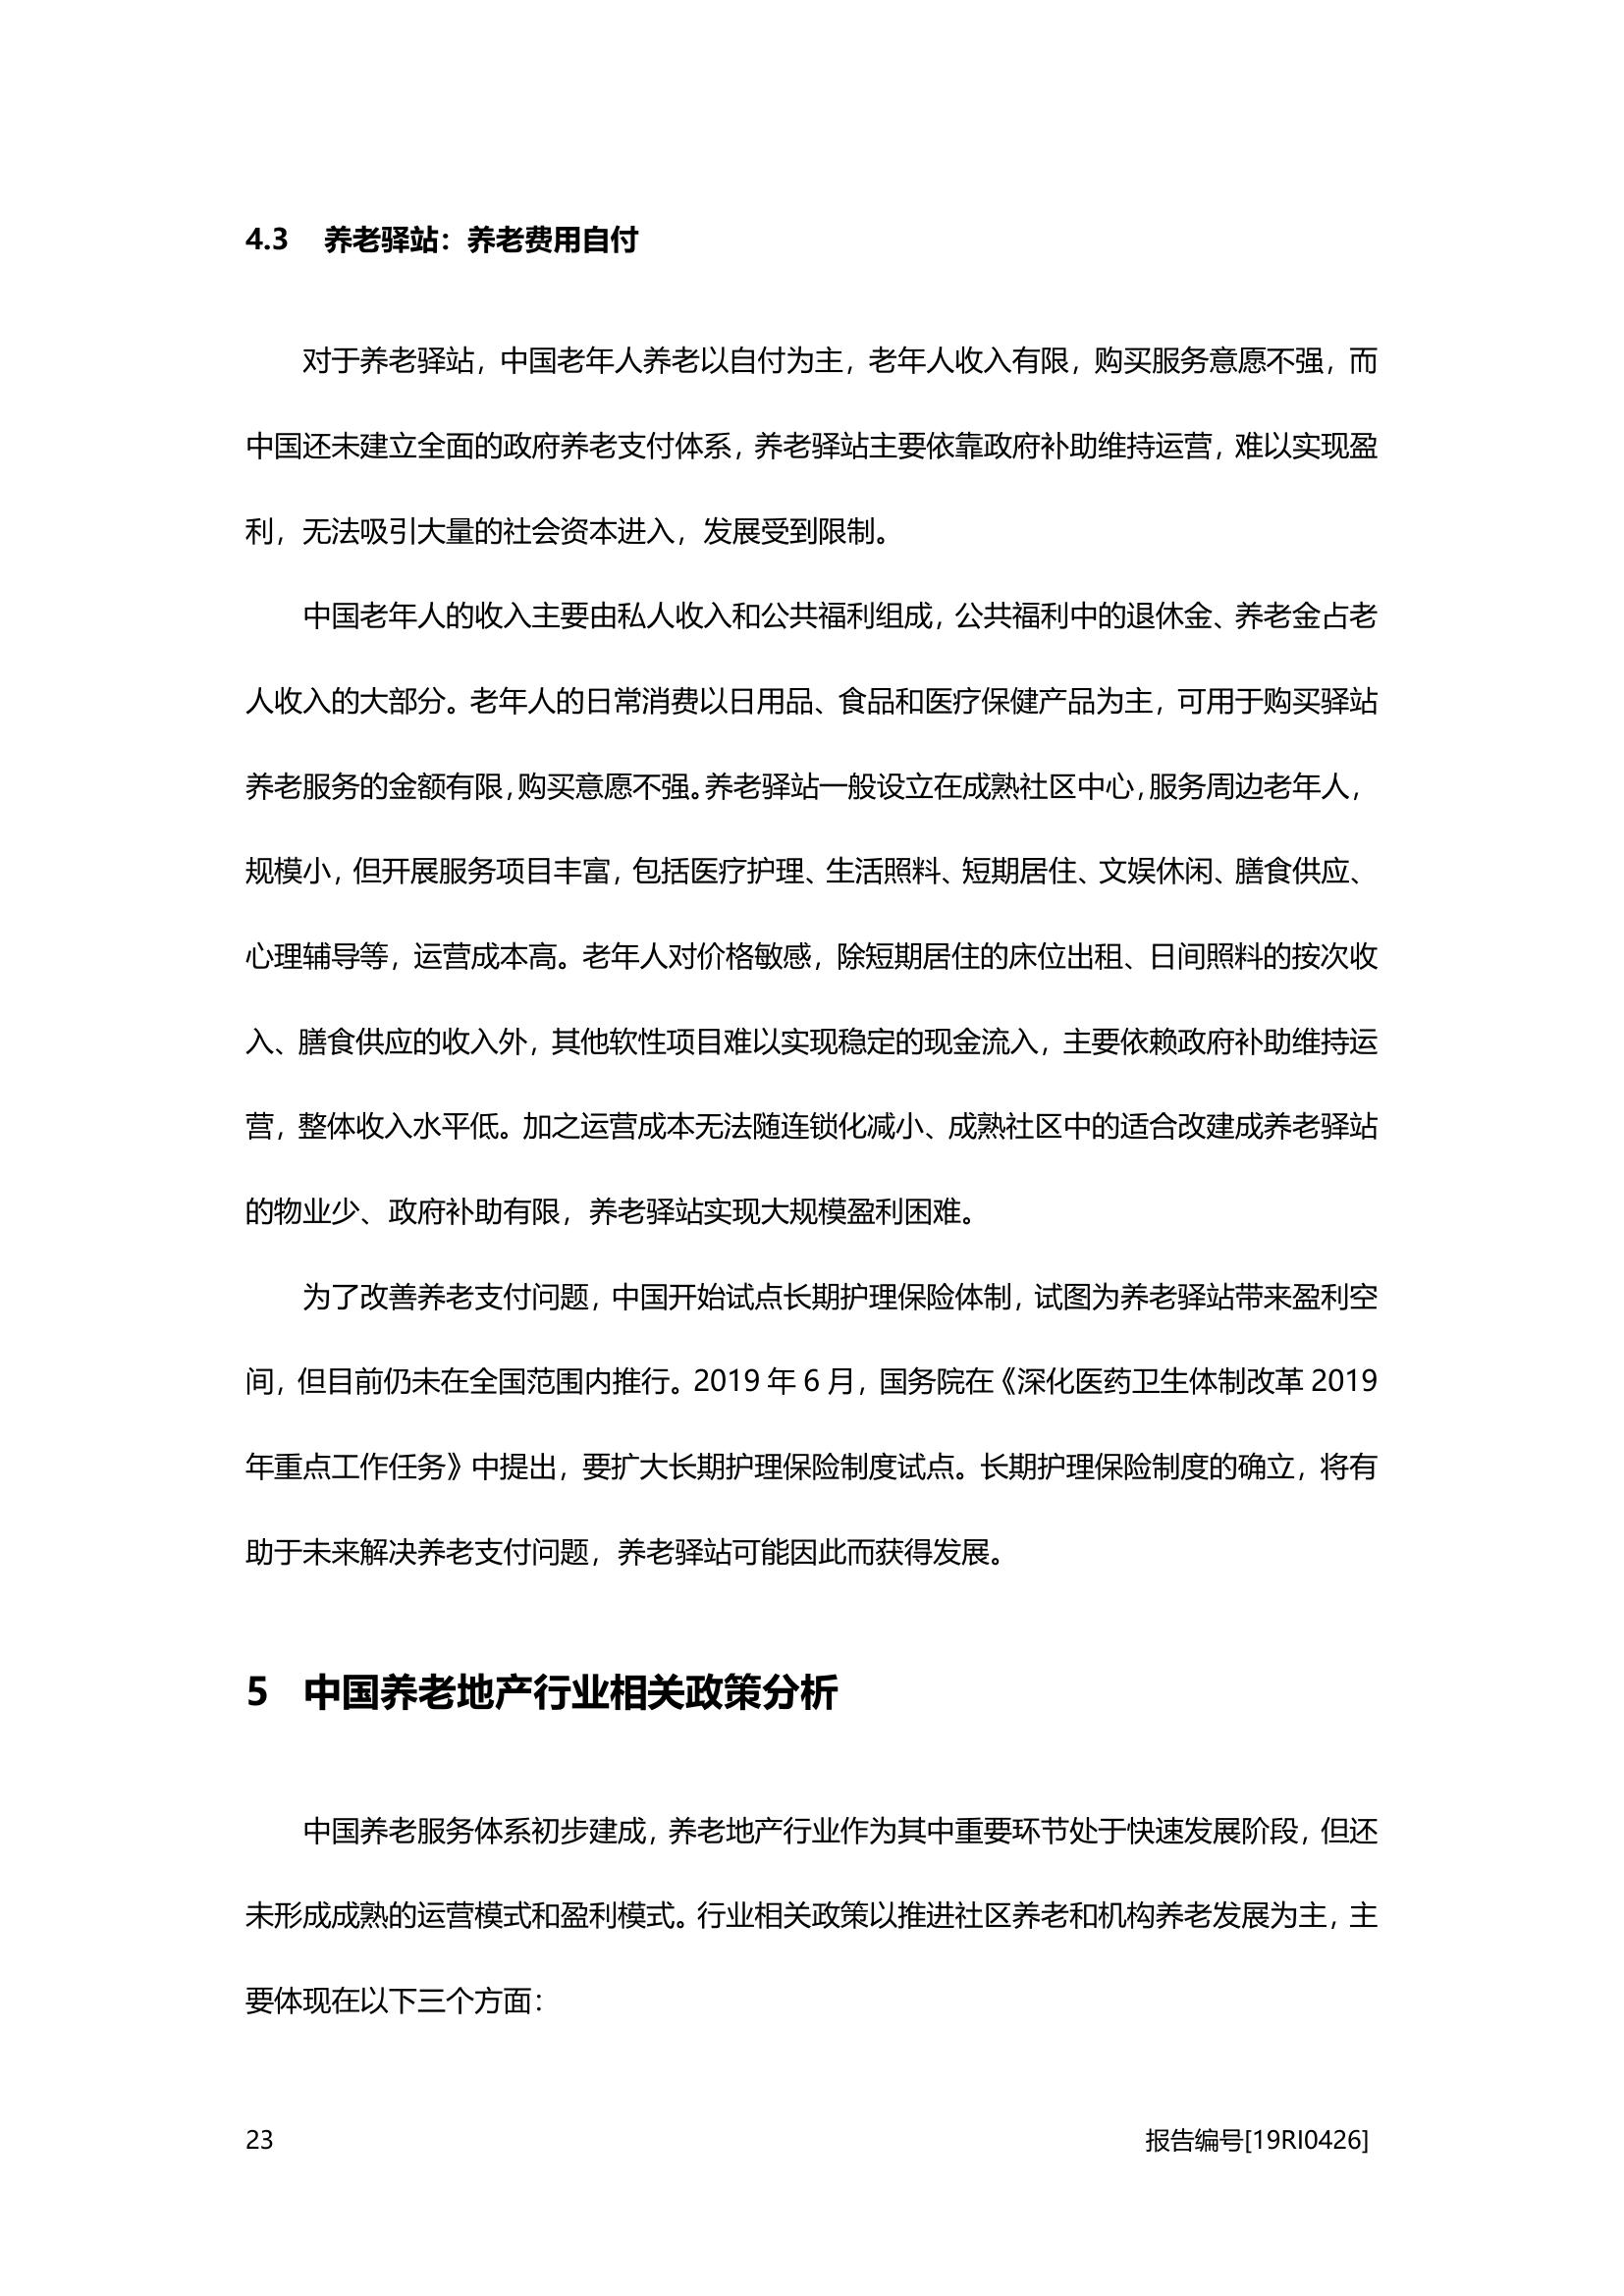 4.3 养老驿站：养老费用自付
对于养老驿站，中国老年人养老以自付为主，老年人收入有限，购买服务意愿不强，而
中国还未建立全面的政府养老支付体系，养老驿站主要依靠政府补助维持运营，难以实现盈
利，无法吸引大量的社会资本进入，发展受到限制。
中国老年人的收入主要由私人收入和公共福利组成，公共福利中的退休金、养老金占老
人收入的大部分。老年人的日常消费以日用品、食品和医疗保健产品为主，可用于购买驿站
养老服务的金额有限，购买意愿不强。养老驿站一般设立在成熟社区中心，服务周边老年人，
规模小，但开展服务项目丰富，包括医疗护理、生活照料、短期居住、文娱休闲、膳食供应、
心理辅导等，运营成本高。老年人对价格敏感，除短期居住的床位出租、日间照料的按次收
入、膳食供应的收入外，其他软性项目难以实现稳定的现金流入，主要依赖政府补助维持运
营，整体收入水平低。加之运营成本无法随连锁化减小、成熟社区中的适合改建成养老驿站
的物业少、政府补助有限，养老驿站实现大规模盈利困难。
为了改善养老支付问题，中国开始试点长期护理保险体制，试图为养老驿站带来盈利空
间，但目前仍未在全国范围内推行。2019 年 6 月，国务院在《深化医药卫生体制改革 2019
年重点工作任务》中提出，要扩大长期护理保险制度试点。长期护理保险制度的确立，将有
助于未来解决养老支付问题，养老驿站可能因此而获得发展。
5 中国养老地产行业相关政策分析
中国养老服务体系初步建成，养老地产行业作为其中重要环节处于快速发展阶段，但还
未形成成熟的运营模式和盈利模式。行业相关政策以推进社区养老和机构养老发展为主，主
要体现在以下三个方面：
23 报告编号[19RI0426]